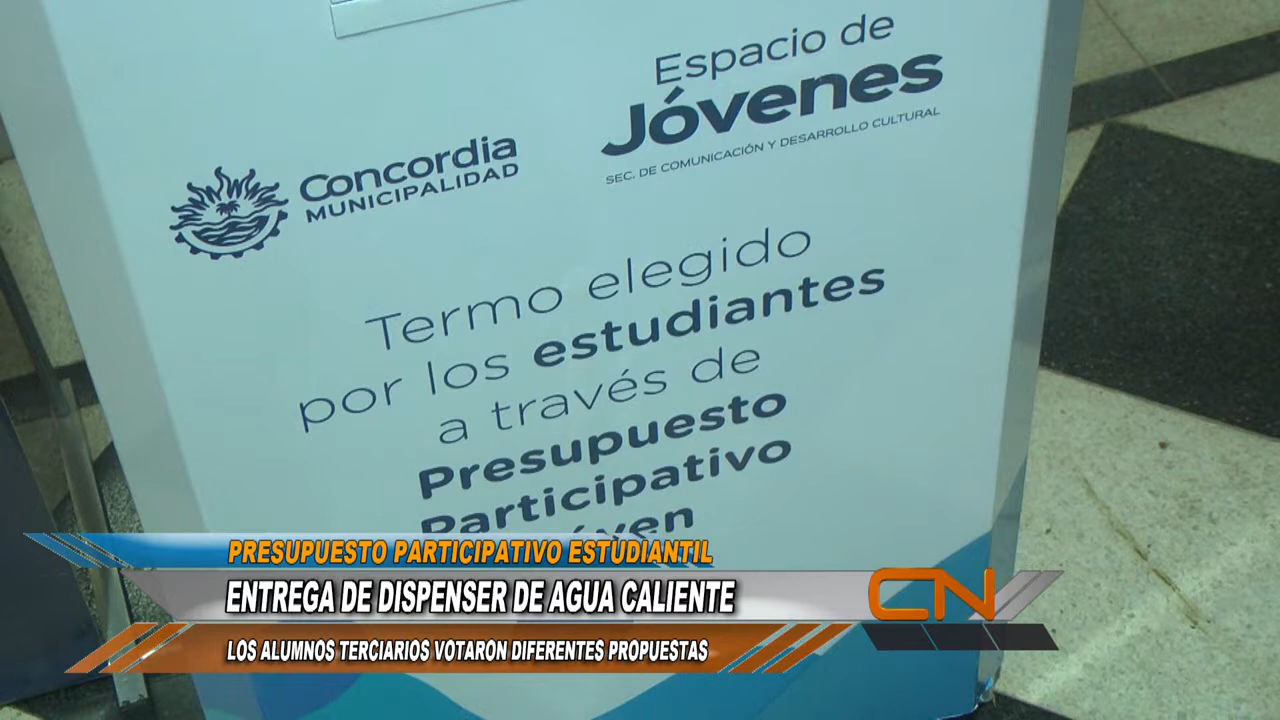 Espacio de
Jóvenes
SEC. DE COMUNICACIÓN Y DESARROLLO CULTURAL
Concordia
MUNICIPALIDAD
Termo elegido
por los estudiantes
a través de
Presupuesto
Participativo
PRESUPUESTO PARTICIPATIVO ESTUDIANTIL
ENTREGA DE DISPENSER DE AGUA CALIENTE
LOS ALUMNOS TERCIARIOS VOTARON DIFERENTES PROPUESTAS
CN